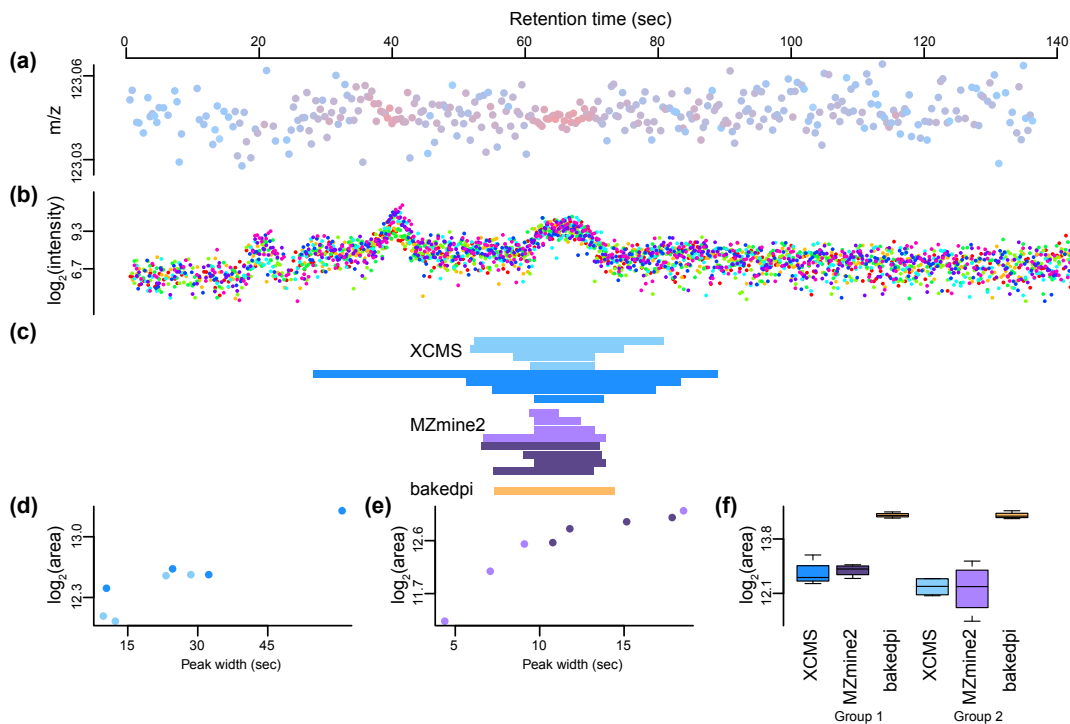 Retention time (sec)
0 20 40 60 80 100 120 140
(a)
m/z
123.06
123.03
(b)
log2(intensity)
9.3
6.7
(c)
XCMS
MZmine2
bakedpi
(d)
log2(area)
13.0
12.3
15 30 45
Peak width (sec)
(e)
log2(area)
12.6
11.7
5 10 15
Peak width (sec)
(f)
log2(area)
13.8
12.1
XCMS
MZmine2
bakedpi
XCMS
MZmine2
bakedpi
Group 1 Group 2